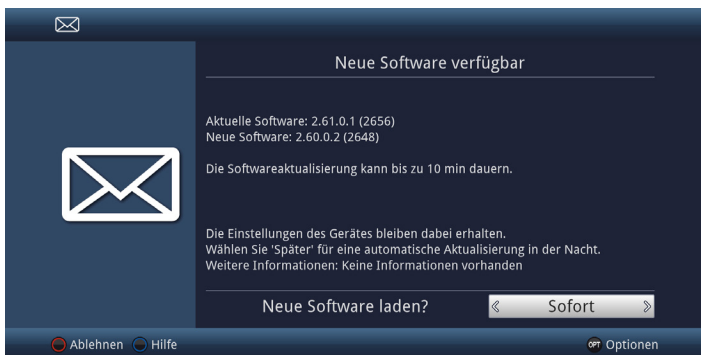 Neue Software verfügbar
Aktuelle Software: 2.61.0.1 (2656)
Neue Software: 2.60.0.2 (2648)
Die Softwareaktualisierung kann bis zu 10 min dauern.
Die Einstellungen des Gerätes bleiben dabei erhalten.
Wählen Sie 'Später' für eine automatische Aktualisierung in der Nacht.
Weitere Informationen: Keine Informationen vorhanden
Neue Software laden? « Sofort »
Ablehnen Hilfe OPT Optionen